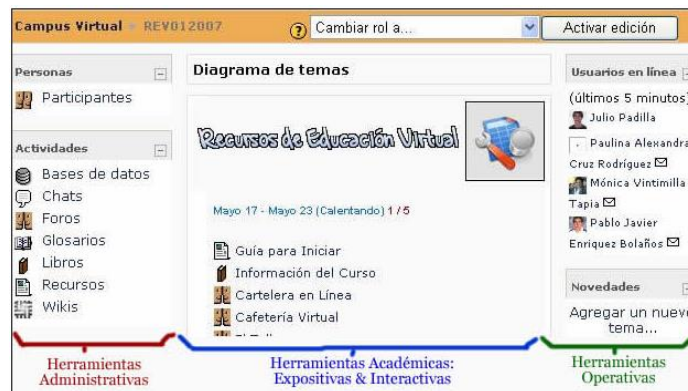 Campus Virtual ► REV012007
Cambiar rol a...
Activar edición
Personas
Participantes
Actividades
Bases de datos
Chats
Foros
Glosarios
Libros
Recursos
Wikis
Diagrama de temas
Recursos de Educación Virtual
Mayo 17 - Mayo 23 (Calentando) 1 / 5
Guía para Iniciar
Información del Curso
Cartelera en Línea
Cafetería Virtual
Usuarios en línea
(últimos 5 minutos)
Julio Padilla
Paulina Alexandra
Cruz Rodríguez
Mónica Vintimilla
Tapia
Pablo Javier
Enriquez Bolaños
Novedades
Agregar un nuevo
tema...
Herramientas
Administrativas
Herramientas Académicas:
Expositivas & Interactivas
Herramientas
Operativas